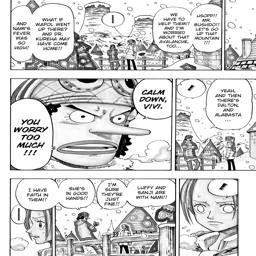 USOPP!!
MR.
BUSHIDO!!
LET'S GO
UP THAT
MOUNTAIN
!!!
WE
HAVE TO
HELP THEM!!
AND I'M
WORRIED
ABOUT THAT
AVALANCHE,
TOO...
WHAT IF
WAPOL WENT
UP THERE?
AND DR.
KUREHA MAY
HAVE COME
HOME!!
AND
NAMI'S
FEVER
WAS
SO
HIGH!
YEAH,
AND THEN
THERE'S
DALTON,
AND
ALABASTA
CALM
DOWN,
VIVI.
YOU
WORRY
TOO
MUCH
!!!
LUFFY AND
SANJI ARE
WITH NAMI!!
I'M
SURE
THEY'RE
JUST FINE!!
SHE'S
IN GOOD
HANDS!!
I HAVE
FAITH IN
THEM!!